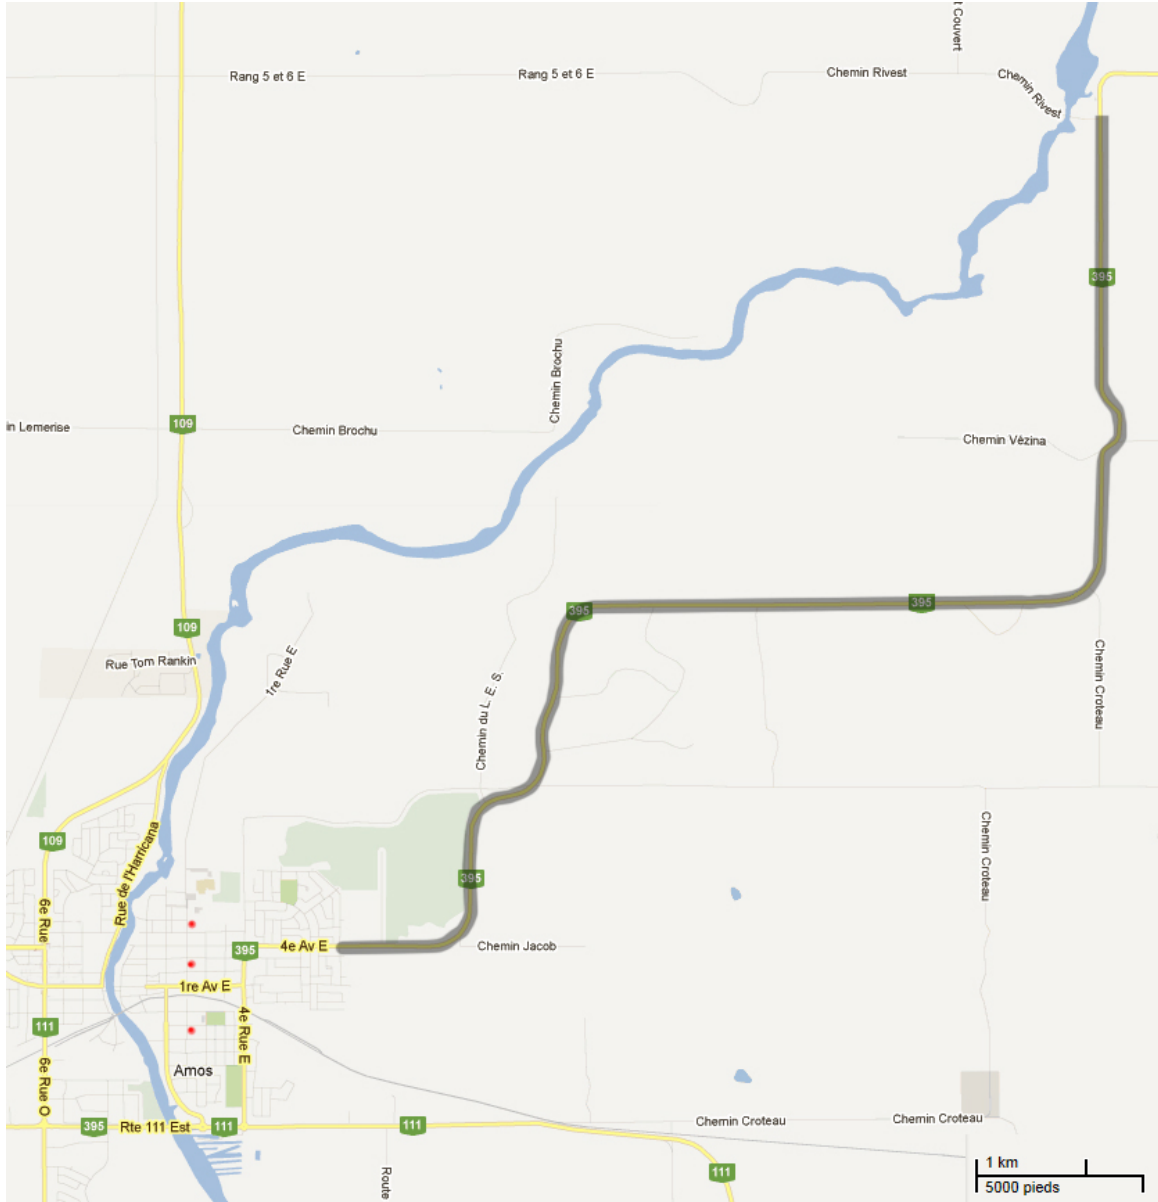 t Couvert
Rang 5 et 6 E
Rang 5 et 6 E
Chemin Rivest
Chemin Rivest
395
Chemin Brochu
in Lemerise
109
Chemin Brochu
Chemin Vézina
395
395
109
Rue Tom Rankin
1re Rue E
Chemin du L. E. S.
Chemin Croteau
109
Rue de l'Harricana
Chemin Croteau
395
6e Rue
395
4e Av E
Chemin Jacob
1re Av E
111
4e Rue E
Amos
6e Rue O
395
Rte 111 Est
111
111
Chemin Croteau
Chemin Croteau
Route
111
1 km
5000 pieds